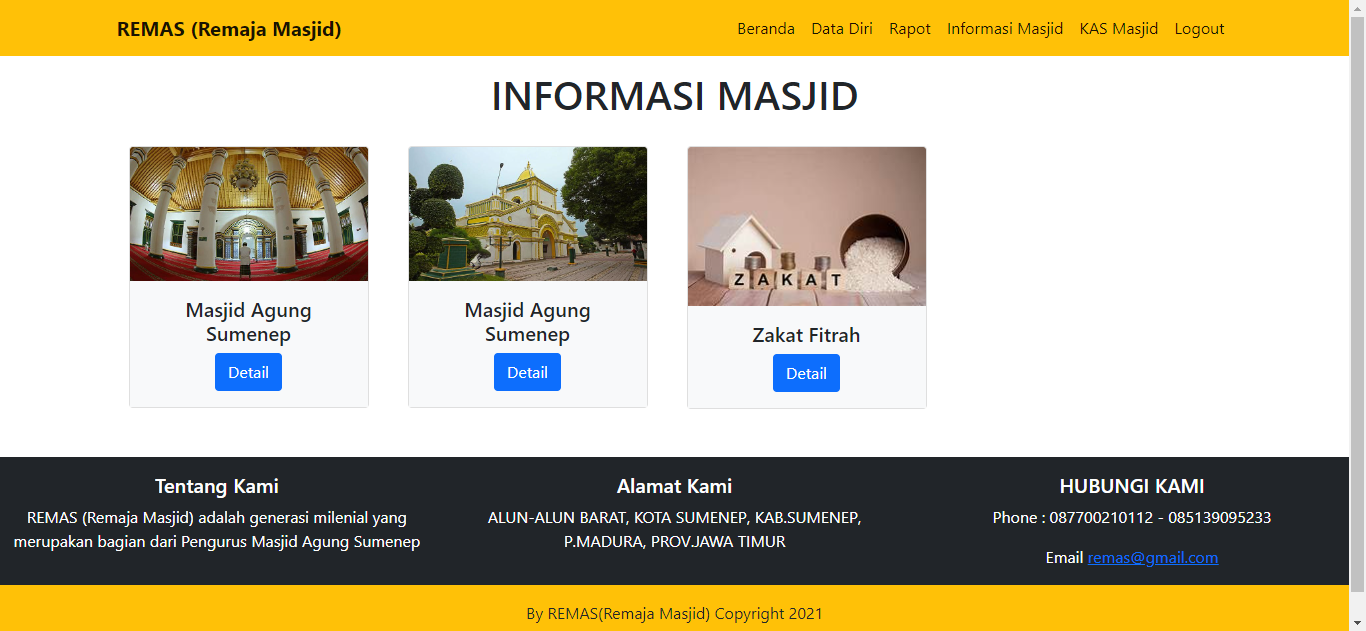 REMAS (Remaja Masjid)
Beranda Data Diri Rapot Informasi Masjid KAS Masjid Logout
INFORMASI MASJID
Masjid Agung
Sumenep
Detail
Masjid Agung
Sumenep
Detail
ZAKAT
Zakat Fitrah
Detail
Tentang Kami
REMAS (Remaja Masjid) adalah generasi milenial yang
merupakan bagian dari Pengurus Masjid Agung Sumenep
Alamat Kami
ALUN-ALUN BARAT, KOTA SUMENEP, KAB.SUMENEP,
P.MADURA, PROV.JAWA TIMUR
HUBUNGI KAMI
Phone : 087700210112 - 085139095233
Email remas@gmail.com
By REMAS(Remaja Masjid) Copyright 2021